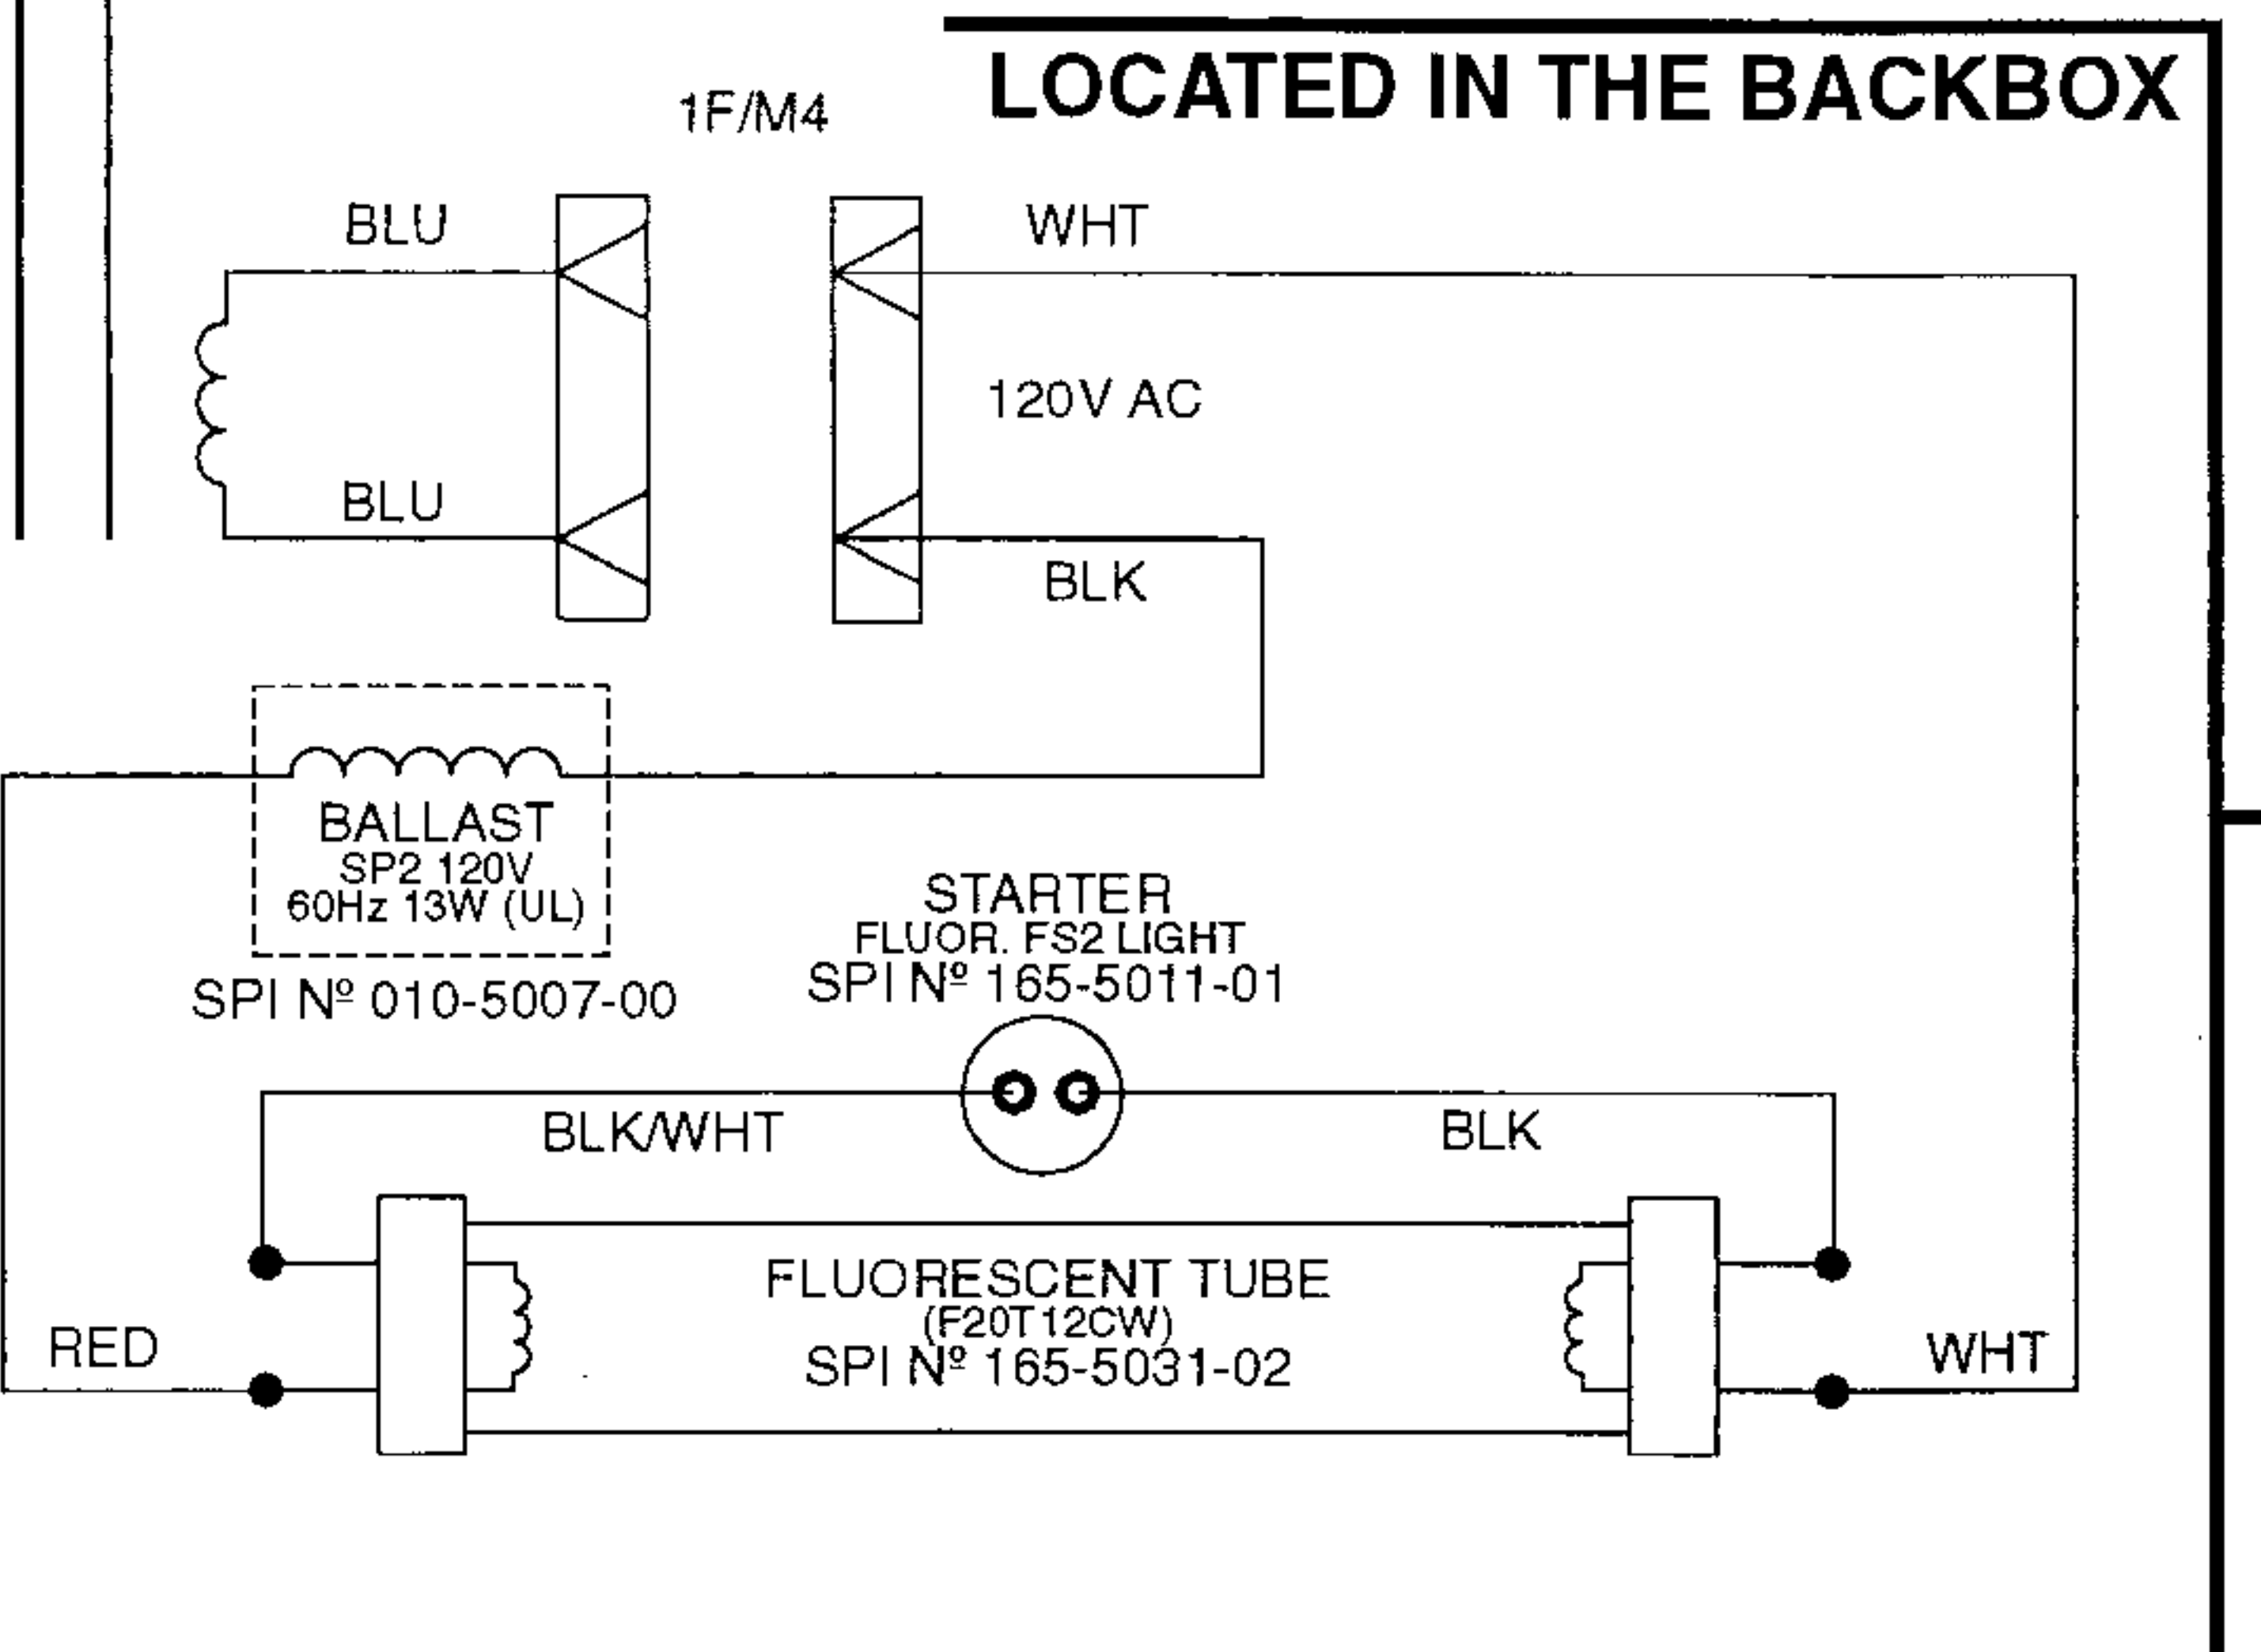 LOCATED IN THE BACKBOX
1F/M4
BLU
WHT
120V AC
BLU
BLK
BALLAST
SP2 120V
60Hz 13W (UL)
SPI Nº 010-5007-00
STARTER
FLUOR. FS2 LIGHT
SPI Nº 165-5011-01
BLK/WHT
BLK
FLUORESCENT TUBE
(F20T12CW)
SPI Nº 165-5031-02
RED
WHT